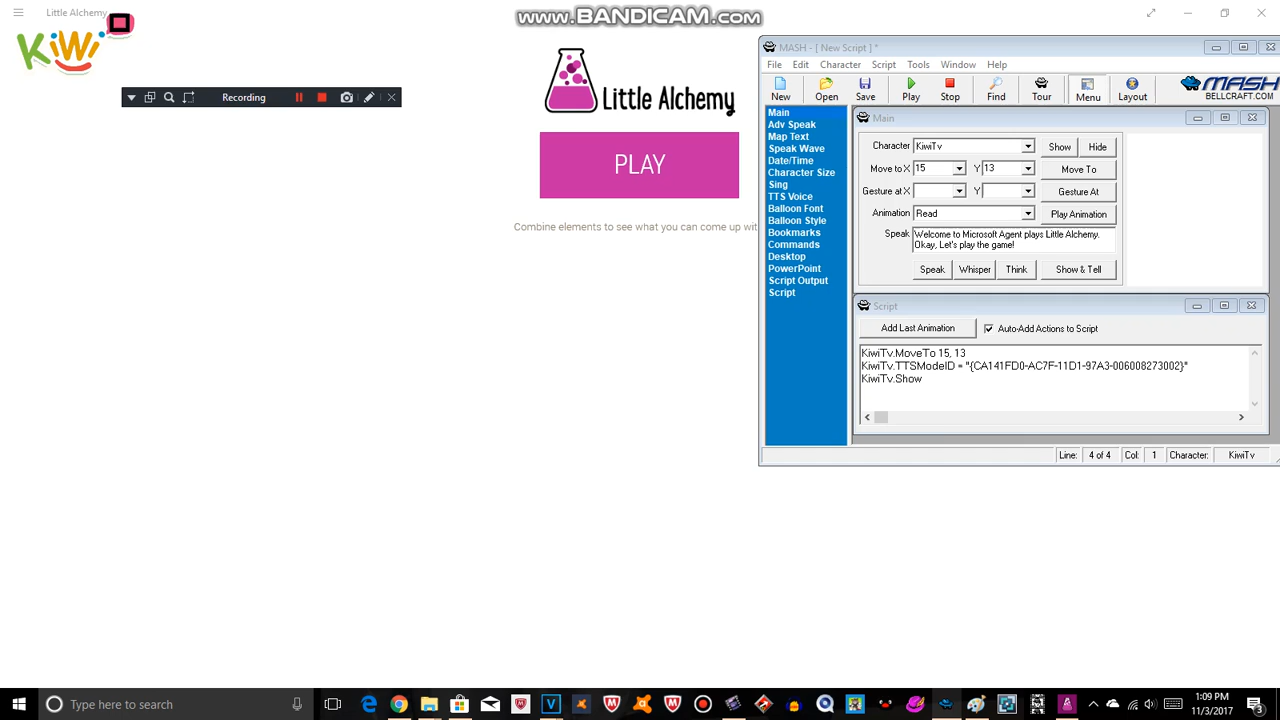 Little Alchemy
www.BANDICAM.com
KiWi
Recording
Little Alchemy
PLAY
Combine elements to see what you can come up wit
MASH - [ New Script ] *
File Edit Character Script Tools Window Help
New Open Save Play Stop Find Tour Menu Layout
MASH
BELLCRAFT.COM
Main
Adv Speak
Map Text
Speak Wave
Date/Time
Character Size
Sing
TTS Voice
Balloon Font
Balloon Style
Bookmarks
Commands
Desktop
PowerPoint
Script Output
Script
Main
Character KiwiTv Show Hide
Move to X 15 Y 13 Move To
Gesture at X Y Gesture At
Animation Read Play Animation
Speak Welcome to Microsoft Agent plays Little Alchemy.
Okay, Let's play the game!
Speak Whisper Think Show & Tell
Script
Add Last Animation Auto-Add Actions to Script
KiwiTv.MoveTo 15, 13
KiwiTv.TTSModeID = "{CA141FD0-AC7F-11D1-97A3-006008273002}"
KiwiTv.Show
Line: 4 of 4 Col: 1 Character: KiwiTv
Type here to search
1:09 PM
11/3/2017
3